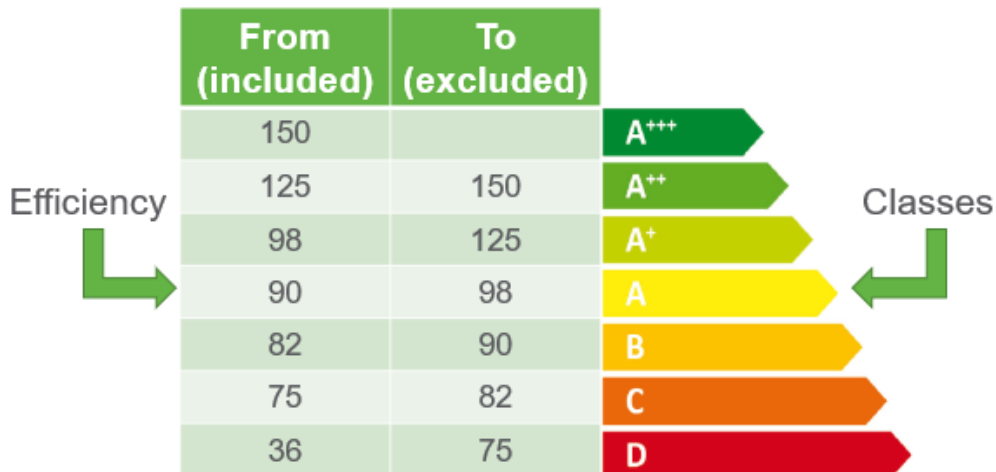 From
(included)
To
(excluded)
150
A+++
125
150
A++
Efficiency
Classes
98
125
A+
90
98
A
82
90
B
75
82
C
36
75
D